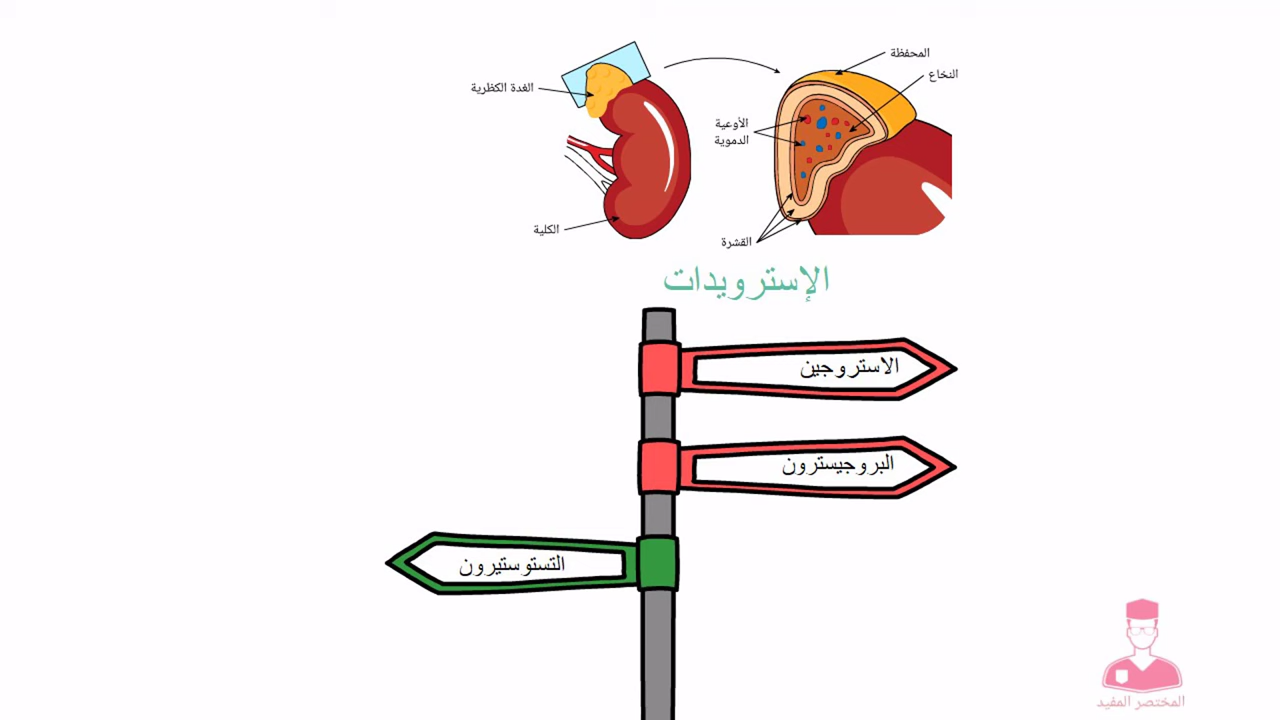 المحفظة
النخاع
الغدة الكظرية
الأوعية
الدموية
الكلية
القشرة
الإسترويدات
الاستروجين
البروجيسترون
التستوستيرون
المختصر المفيد